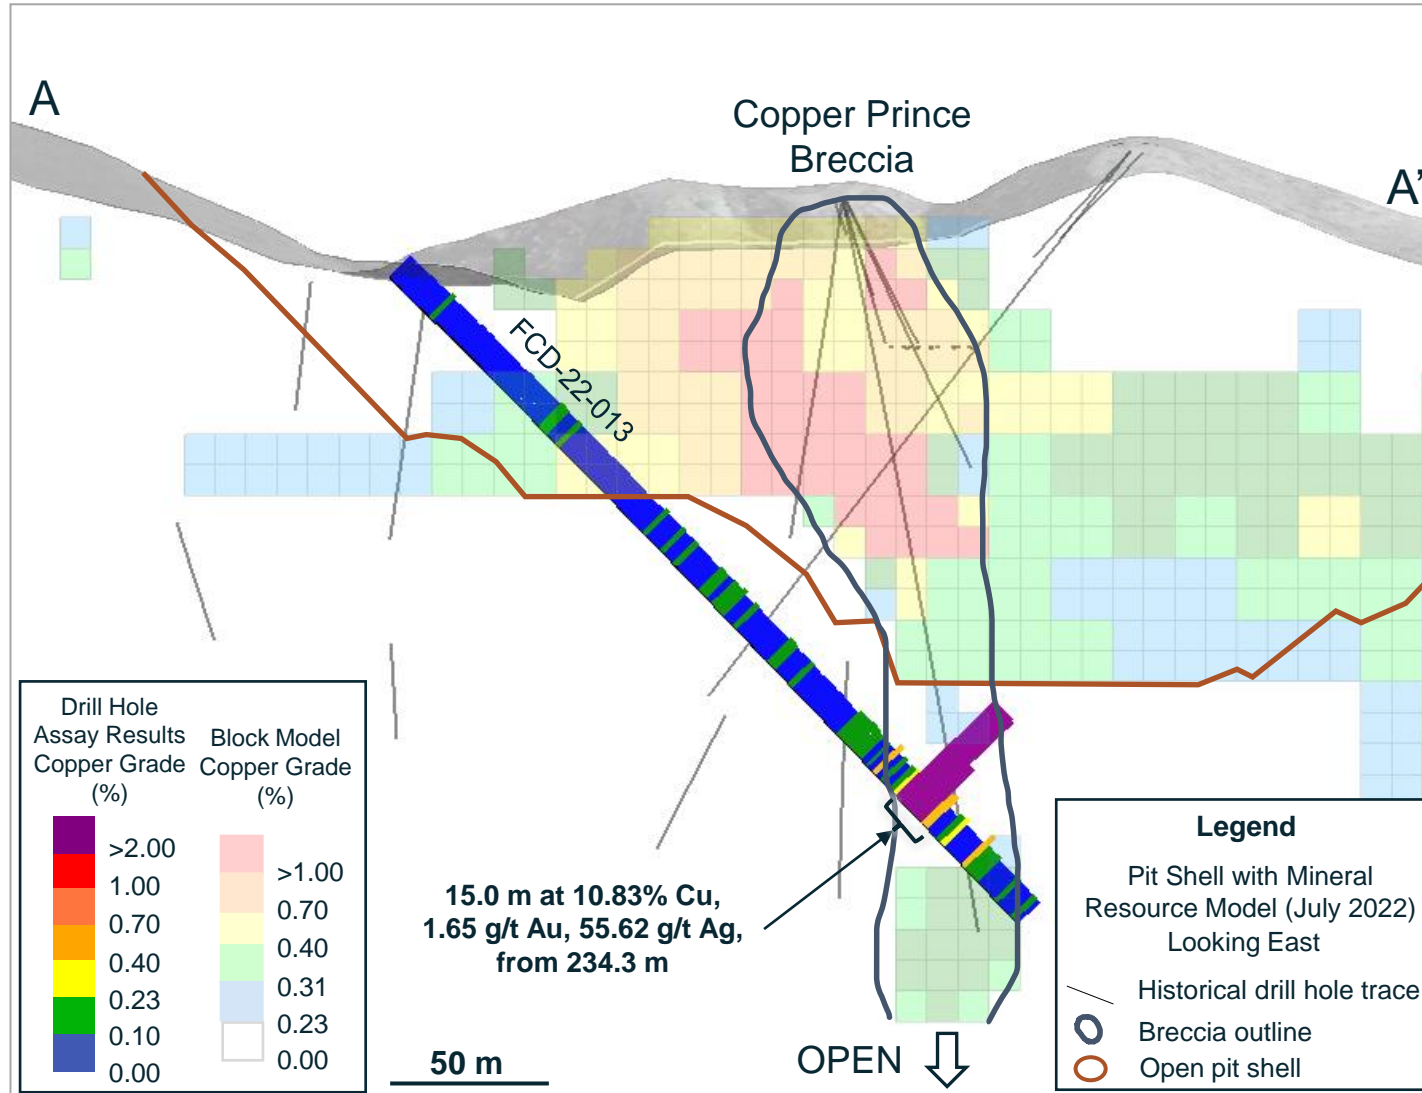 A
Copper Prince
Breccia
A'
FCD-22-013
Drill Hole
Assay Results
Copper Grade
(%)
>2.00
1.00
0.70
0.40
0.23
0.10
0.00
Block Model
Copper Grade
(%)
>1.00
0.70
0.40
0.31
0.23
0.00
15.0 m at 10.83% Cu,
1.65 g/t Au, 55.62 g/t Ag,
from 234.3 m
50 m
OPEN
Legend
Pit Shell with Mineral
Resource Model (July 2022)
Looking East
Historical drill hole trace
Breccia outline
Open pit shell